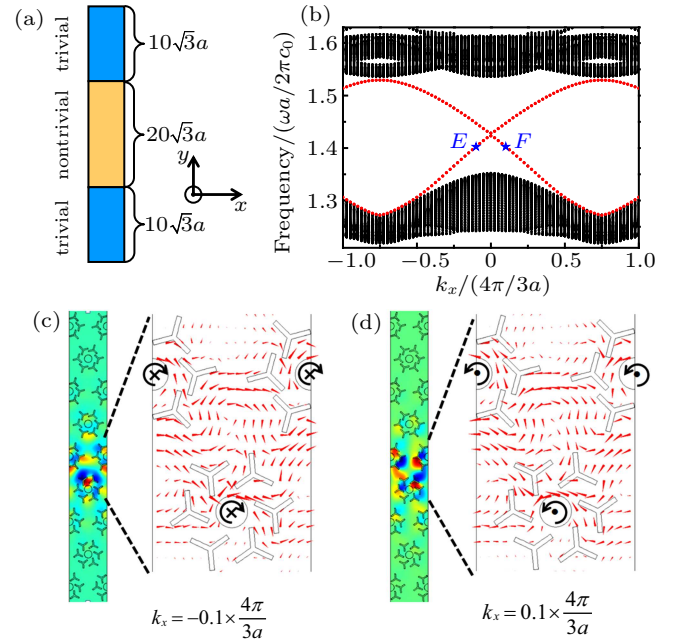 (a)
trivial
nontrivial
trivial
10√3a
20√3a
10√3a
y
x
(b)
Frequency/(ωa/2πc₀)
1.6
1.5
1.4
1.3
E
F
−1.0
−0.5
0
0.5
1.0
kₓ/(4π/3a)
(c)
kₓ = −0.1 × 4π/3a
(d)
kₓ = 0.1 × 4π/3a